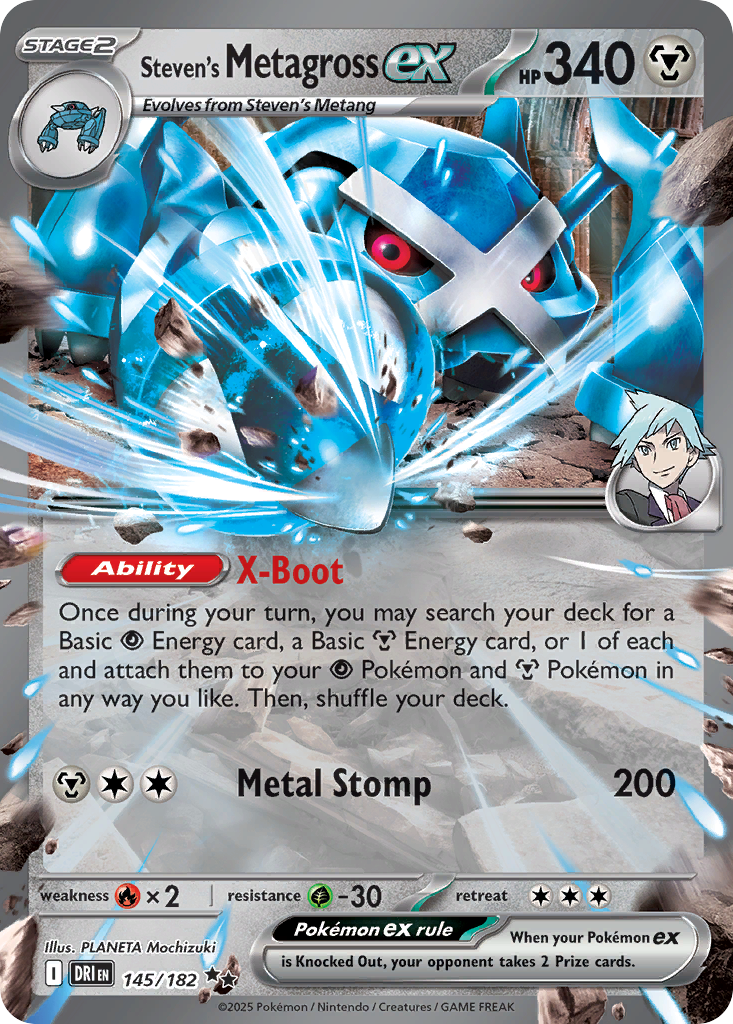 STAGE2
Steven's Metagross ex HP 340
Evolves from Steven's Metang
Ability X-Boot
Once during your turn, you may search your deck for a
Basic Energy card, a Basic Energy card, or 1 of each
and attach them to your Pokémon and Pokémon in
any way you like. Then, shuffle your deck.
Metal Stomp 200
weakness ×2 resistance -30 retreat
Pokémon ex rule
When your Pokémon ex
is Knocked Out, your opponent takes 2 Prize cards.
Illus. PLANETA Mochizuki
I DRI EN 145/182
©2025 Pokémon / Nintendo / Creatures / GAME FREAK